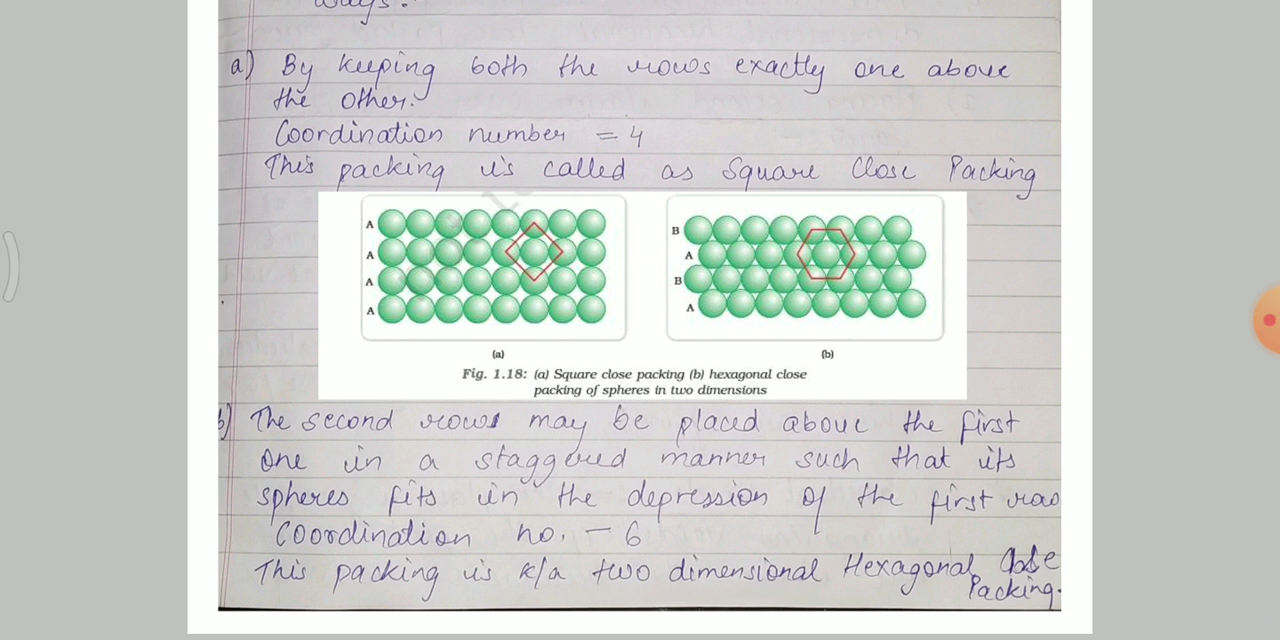 ways.
a) By keeping both the rows exactly one above
the other.
Coordination number = 4
This packing is called as Square Close Packing
A
A
A
A
B
A
B
A
(a)
(b)
Fig. 1.18: (a) Square close packing (b) hexagonal close
packing of spheres in two dimensions
b) The second rows may be placed above the first
one in a staggered manner such that its
spheres fits in the depression of the first row
Coordination no. - 6
This packing is k/a two dimensional Hexagonal Close
Packing.